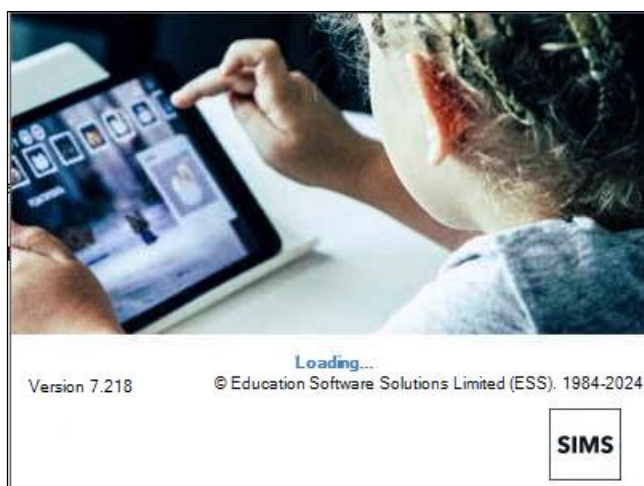 Loading...
Version 7.218
© Education Software Solutions Limited (ESS). 1984-2024
SIMS